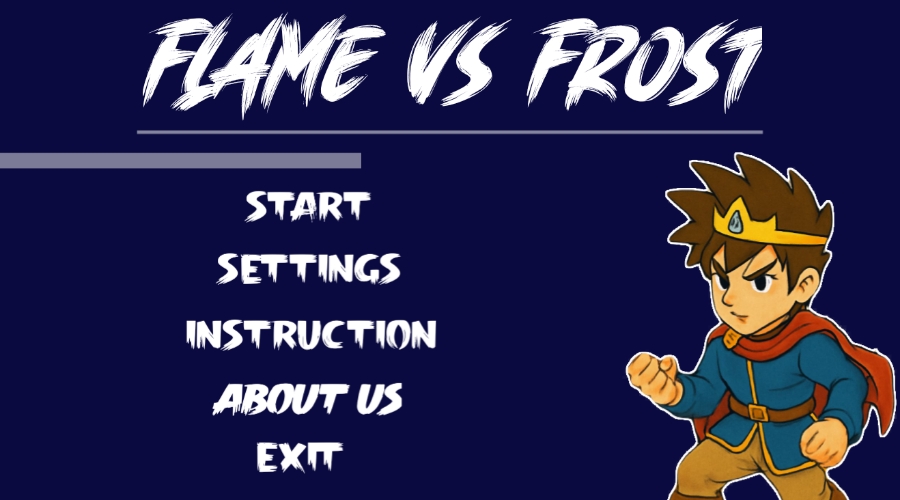 FLAME VS FROST
START
SETTINGS
INSTRUCTION
ABOUT US
EXIT